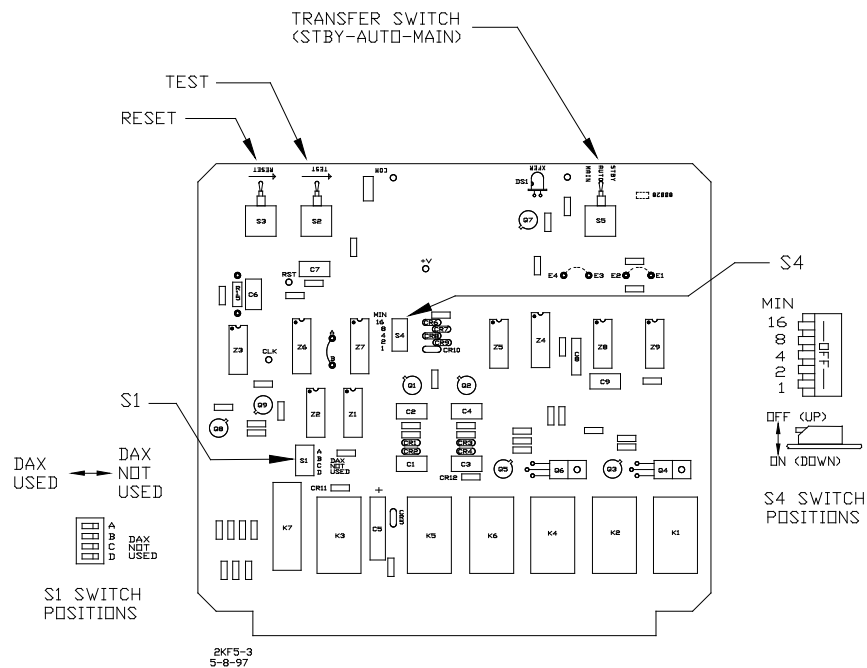 TRANSFER SWITCH
(STBY-AUTO-MAIN)
TEST
RESET
RESET
TEST
COM
XFER
DS1
MAIN
AUTO
STBY
S3
S2
Q7
S5
RST
C7
+V
E4
E3
E2
E1
S4
C6
MIN
16
8
4
2
1
S4
CR6
CR7
CR8
CR9
CR10
Z3
CLK
Z6
A
B
Z7
Z5
Z4
Z8
Z9
C9
MIN
16
8
4
2
1
OFF
OFF (UP)
ON (DOWN)
S4 SWITCH
POSITIONS
S1
Q9
Q8
Z2
Z1
Q1
Q2
C2
C4
CR1
CR2
CR3
CR4
C1
C3
CR12
Q5
Q6
Q3
Q4
S1
A
B
C
D
DAX
NOT
USED
CR11
DAX
USED
DAX
NOT
USED
A
B
C
D
DAX
NOT
USED
S1 SWITCH
POSITIONS
K7
K3
+
C5
K5
K6
K4
K2
K1
2KF5-3
5-8-97